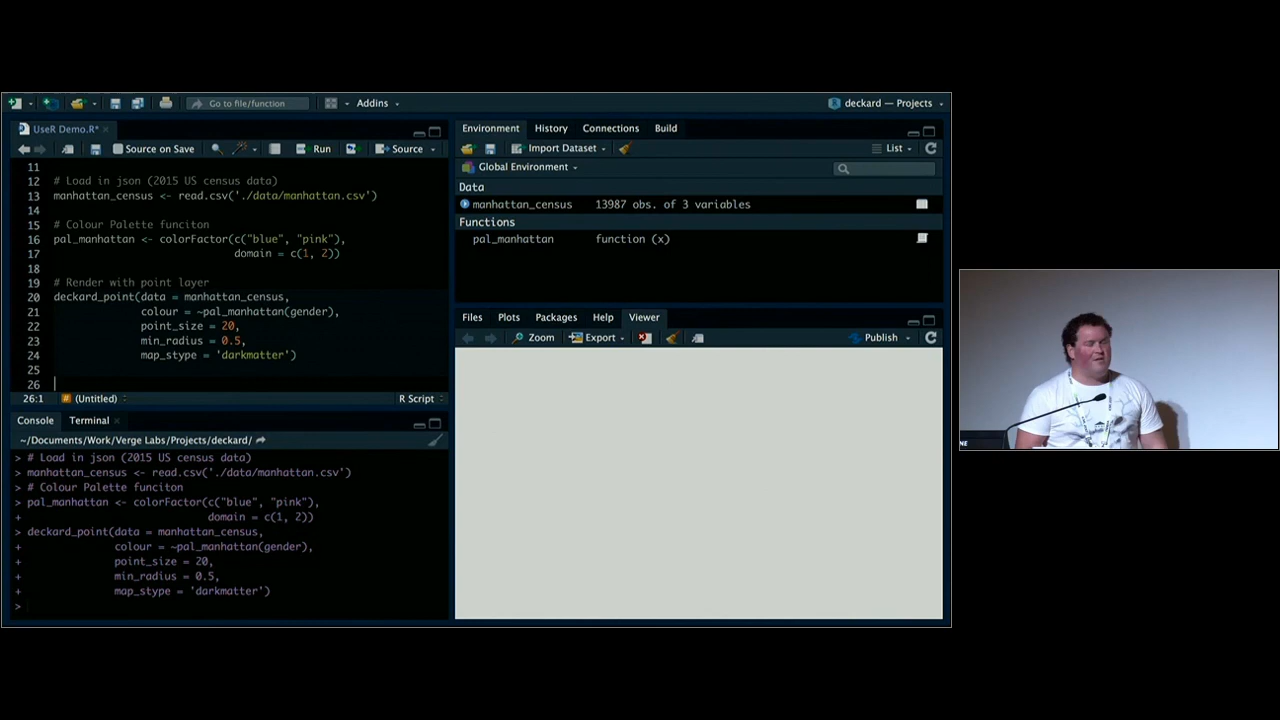 Go to file/function
Addins
deckard — Projects
UseR Demo.R*
Source on Save
Run
Source
11
12 # Load in json (2015 US census data)
13 manhattan_census <- read.csv('./data/manhattan.csv')
14
15 # Colour Palette funciton
16 pal_manhattan <- colorFactor(c("blue", "pink"),
17 domain = c(1, 2))
18
19 # Render with point layer
20 deckard_point(data = manhattan_census,
21 colour = ~pal_manhattan(gender),
22 point_size = 20,
23 min_radius = 0.5,
24 map_stype = 'darkmatter')
25
26
26:1 # (Untitled) R Script
Console Terminal
~/Documents/Work/Verge Labs/Projects/deckard/
> # Load in json (2015 US census data)
> manhattan_census <- read.csv('./data/manhattan.csv')
> # Colour Palette funciton
> pal_manhattan <- colorFactor(c("blue", "pink"),
+ domain = c(1, 2))
> deckard_point(data = manhattan_census,
+ colour = ~pal_manhattan(gender),
+ point_size = 20,
+ min_radius = 0.5,
+ map_stype = 'darkmatter')
>
Environment History Connections Build
Import Dataset List
Global Environment
Data
manhattan_census 13987 obs. of 3 variables
Functions
pal_manhattan function (x)
Files Plots Packages Help Viewer
Zoom Export Publish
NE